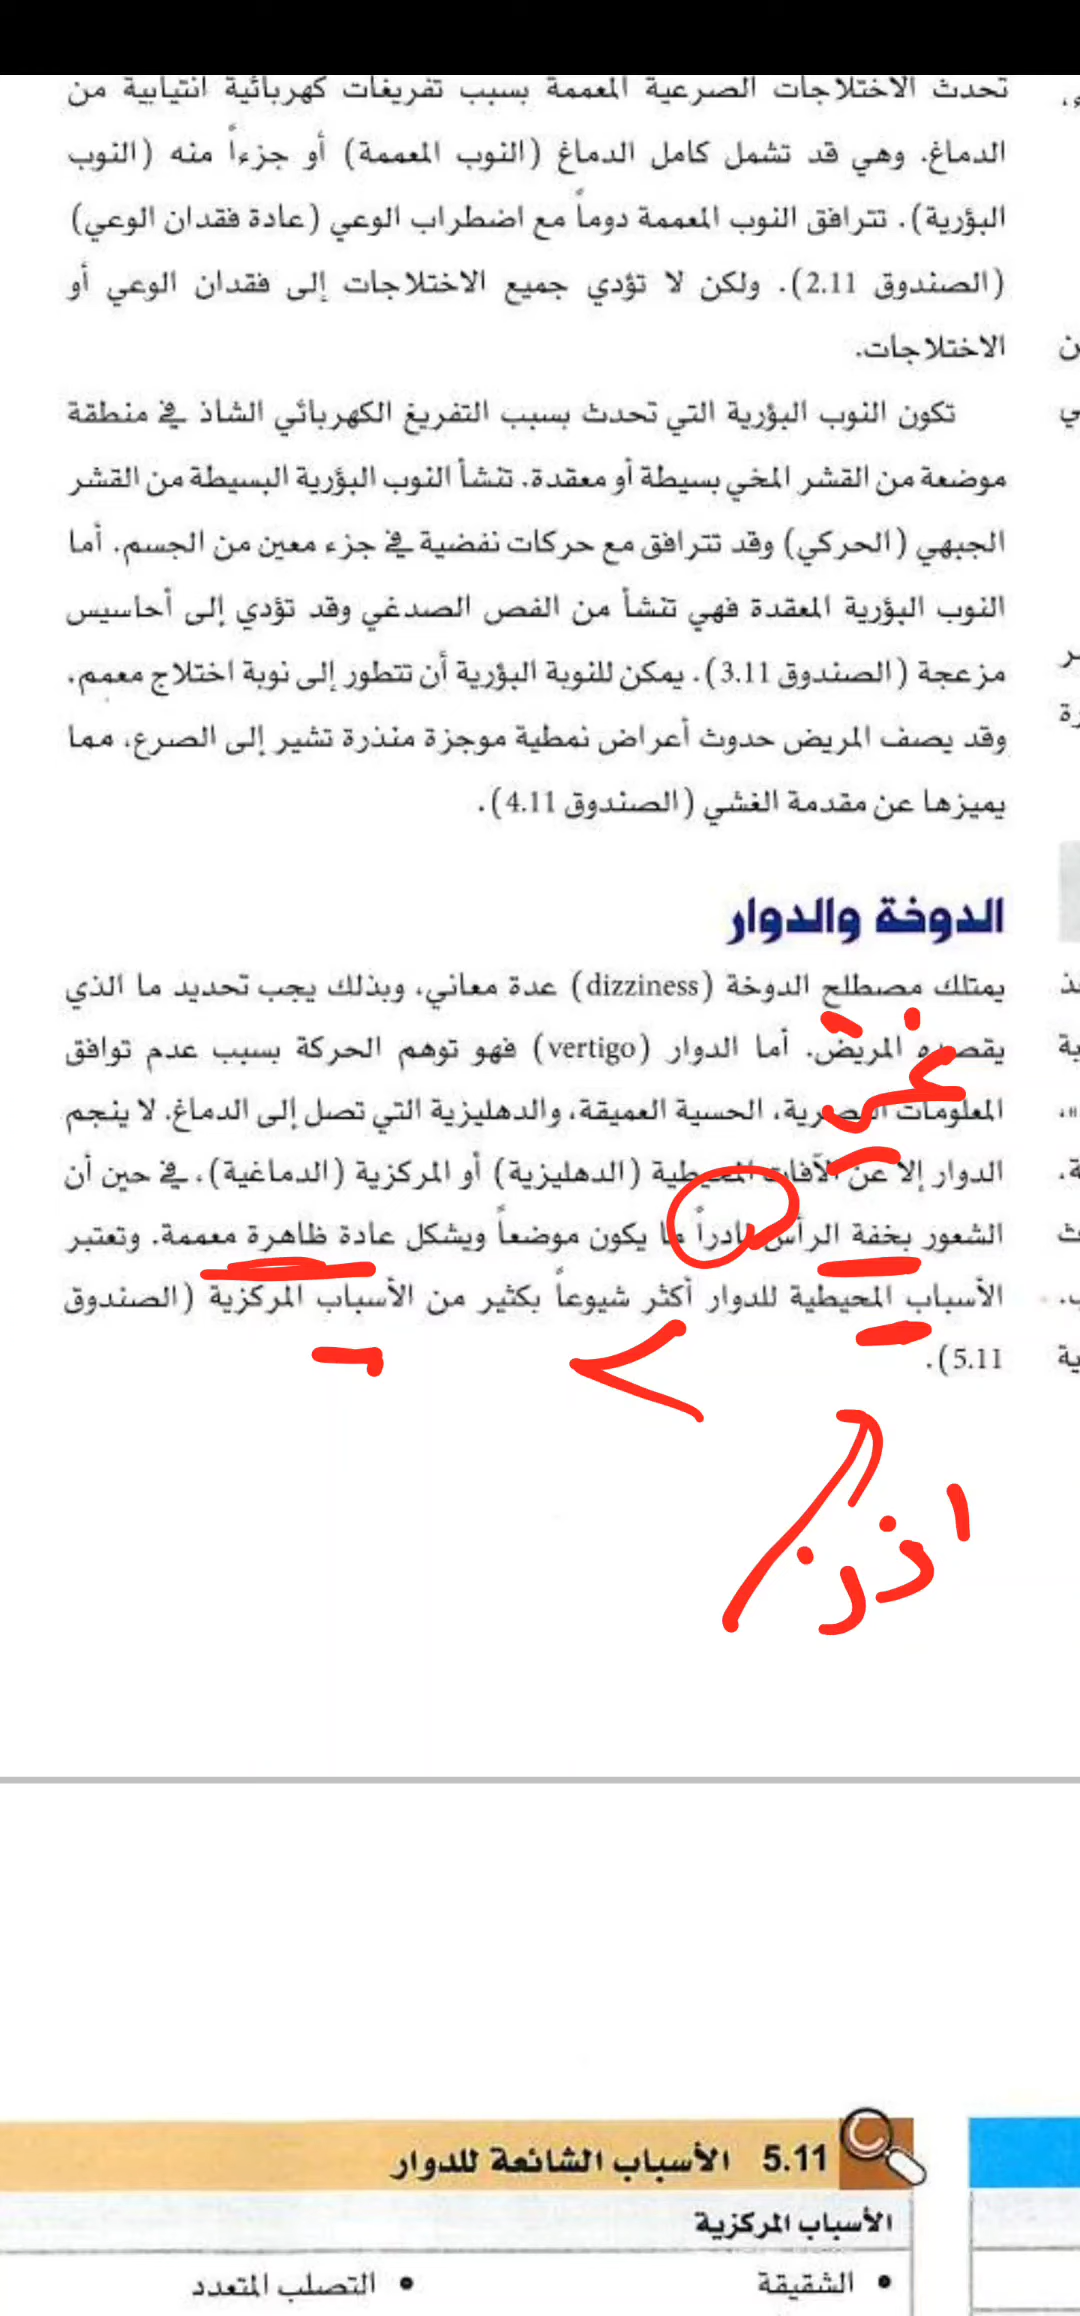 تحدث الاختلاجات الصرعية المعممة بسبب تفريغات كهربائية انتيابية من
الدماغ. وهي قد تشمل كامل الدماغ (النوب المعممة) أو جزءاً منه (النوب
البؤرية). تترافق النوب المعممة دوماً مع اضطراب الوعي (عادة فقدان الوعي)
(الصندوق 2.11). ولكن لا تؤدي جميع الاختلاجات إلى فقدان الوعي أو
الاختلاجات.
تكون النوب البؤرية التي تحدث بسبب التفريغ الكهربائي الشاذ في منطقة
موضعة من القشر المخي بسيطة أو معقدة. تنشأ النوب البؤرية البسيطة من القشر
الجبهي (الحركي) وقد تترافق مع حركات نفضية في جزء معين من الجسم. أما
النوب البؤرية المعقدة فهي تنشأ من الفص الصدغي وقد تؤدي إلى أحاسيس
مزعجة (الصندوق 3.11). يمكن للنوبة البؤرية أن تتطور إلى نوبة اختلاج معمم.
وقد يصف المريض حدوث أعراض نمطية موجزة منذرة تشير إلى الصرع، مما
يميزها عن مقدمة الغشي (الصندوق 4.11).
الدوخة والدوار
يمتلك مصطلح الدوخة (dizziness) عدة معاني، وبذلك يجب تحديد ما الذي
يقصده المريض. أما الدوار (vertigo) فهو توهم الحركة بسبب عدم توافق
المعلومات البصرية، الحسية العميقة، والدهليزية التي تصل إلى الدماغ. لا ينجم
الدوار إلا عن الآفات المحيطية (الدهليزية) أو المركزية (الدماغية)، في حين أن
الشعور بخفة الرأس نادراً ما يكون موضعاً ويشكل عادة ظاهرة معممة. وتعتبر
الأسباب المحيطية للدوار أكثر شيوعاً بكثير من الأسباب المركزية (الصندوق
5.11).
5.11 الأسباب الشائعة للدوار
الأسباب المركزية
• الشقيقة
• التصلب المتعدد